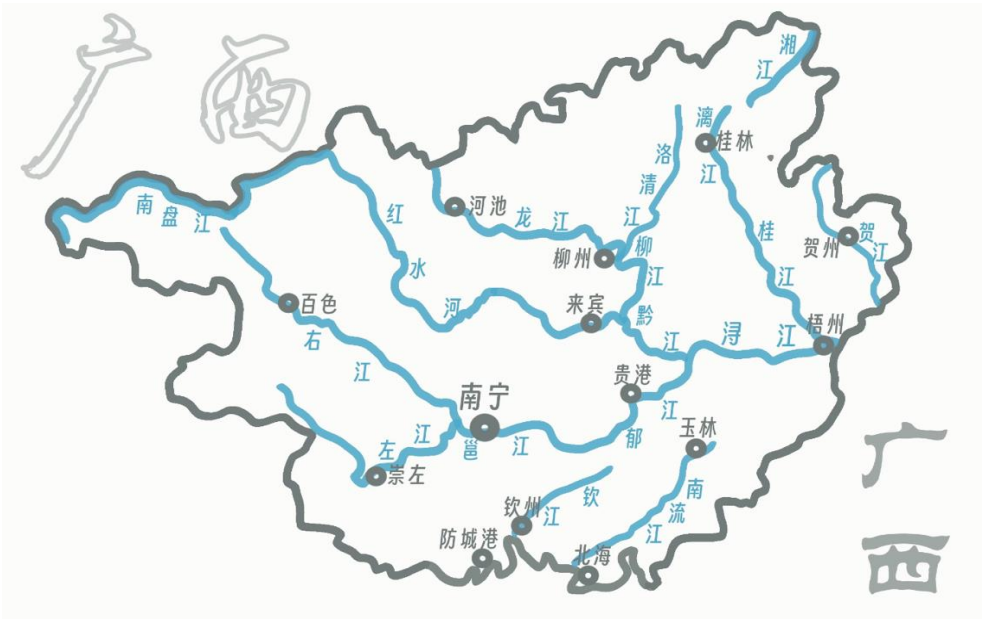 广西
湘江
漓江
桂林
洛清江
南盘江
红水河
河池
龙江
柳州
柳江
桂江
贺州
贺江
百色
右江
来宾
黔江
浔江
梧州
贵港
南宁
郁江
玉林
左江
邕江
崇左
南流江
钦江
钦州
防城港
北海
广西